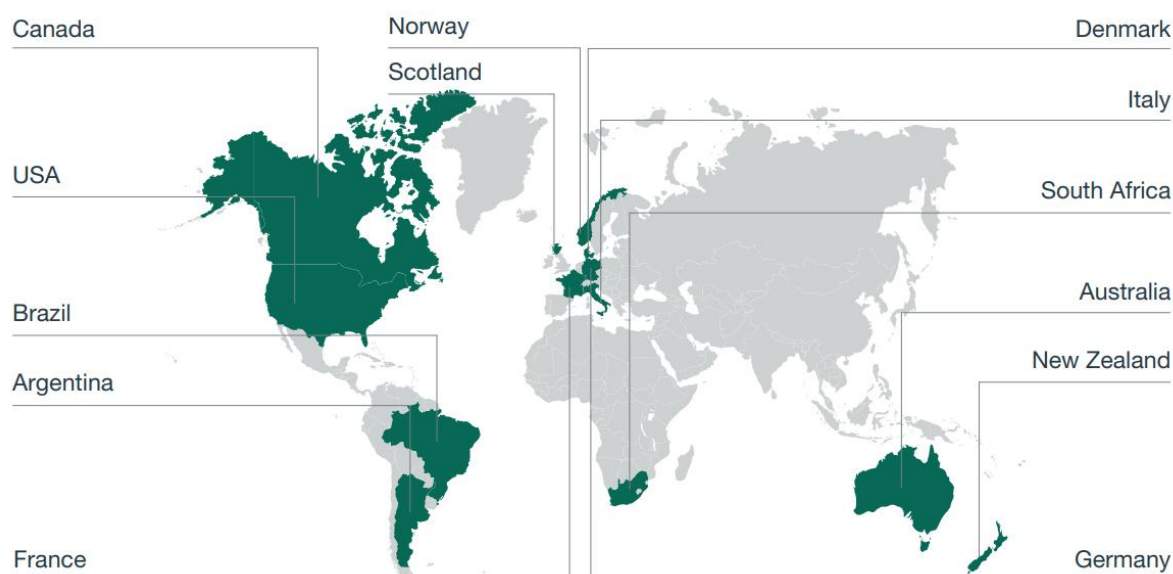 Canada
Norway
Denmark
Scotland
Italy
USA
South Africa
Australia
Brazil
New Zealand
Argentina
France
Germany